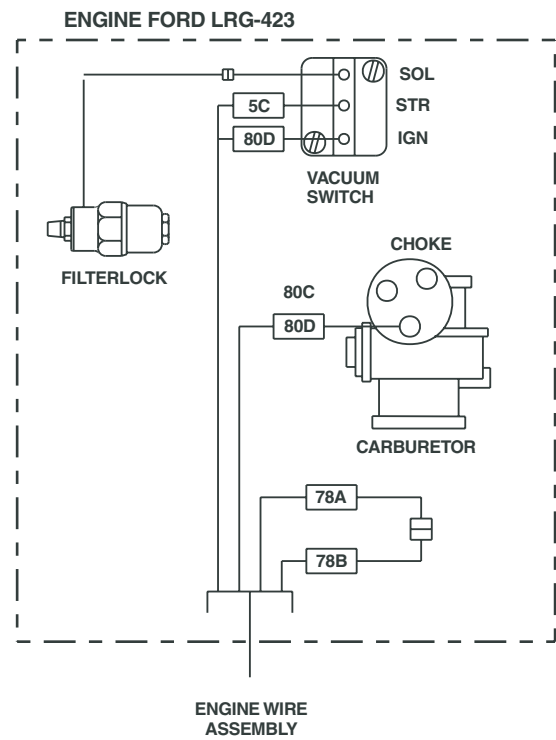 ENGINE FORD LRG-423
SOL
5C
STR
80D
IGN
VACUUM
SWITCH
FILTERLOCK
CHOKE
80C
80D
CARBURETOR
78A
78B
ENGINE WIRE
ASSEMBLY